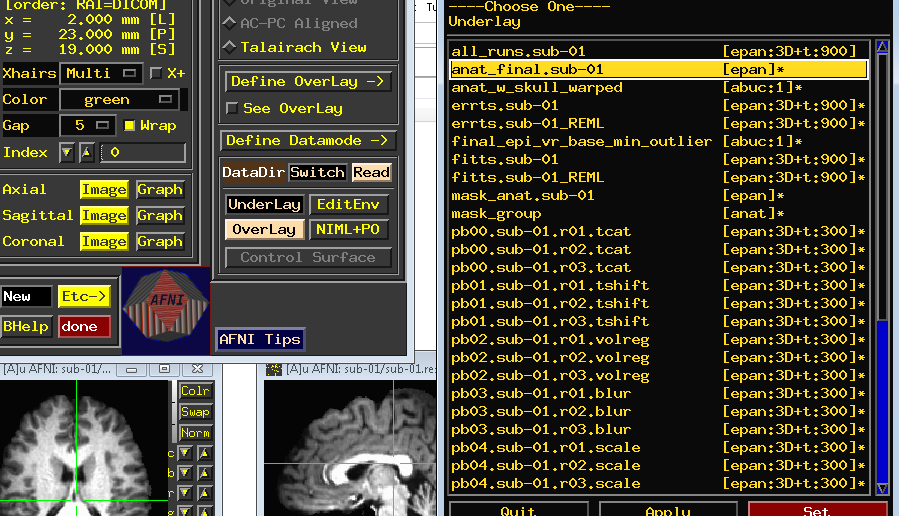 [order: RAI=DICOM]
x = 2.000 mm [L]
y = 23.000 mm [P]
z = 19.000 mm [S]
Xhairs Multi X+
Color green
Gap 5 Wrap
Index 0
Axial Image Graph
Sagittal Image Graph
Coronal Image Graph
New Etc->
BHelp done
AFNI
Original View
AC-PC Aligned
Talairach View
Define OverLay ->
See OverLay
Define Datamode ->
DataDir Switch Read
UnderLay EditEnv
OverLay NIML+PO
Control Surface
AFNI Tips
[A]u AFNI: sub-01/...
Colr
Swap
Norm
c
b
r
g
[A]u AFNI: sub-01/sub-01.re
----Choose One----
Underlay
all_runs.sub-01 [epan:3D+t:900]
anat_final.sub-01 [epan]*
anat_w_skull_warped [abuc:1]*
errts.sub-01 [epan:3D+t:900]*
errts.sub-01_REML [epan:3D+t:900]*
final_epi_vr_base_min_outlier [abuc:1]*
fitts.sub-01 [epan:3D+t:900]*
fitts.sub-01_REML [epan:3D+t:900]*
mask_anat.sub-01 [epan]*
mask_group [anat]*
pb00.sub-01.r01.tcat [epan:3D+t:300]*
pb00.sub-01.r02.tcat [epan:3D+t:300]*
pb00.sub-01.r03.tcat [epan:3D+t:300]*
pb01.sub-01.r01.tshift [epan:3D+t:300]*
pb01.sub-01.r02.tshift [epan:3D+t:300]*
pb01.sub-01.r03.tshift [epan:3D+t:300]*
pb02.sub-01.r01.volreg [epan:3D+t:300]*
pb02.sub-01.r02.volreg [epan:3D+t:300]*
pb02.sub-01.r03.volreg [epan:3D+t:300]*
pb03.sub-01.r01.blur [epan:3D+t:300]*
pb03.sub-01.r02.blur [epan:3D+t:300]*
pb03.sub-01.r03.blur [epan:3D+t:300]*
pb04.sub-01.r01.scale [epan:3D+t:300]*
pb04.sub-01.r02.scale [epan:3D+t:300]*
pb04.sub-01.r03.scale [epan:3D+t:300]*
Quit Apply Set